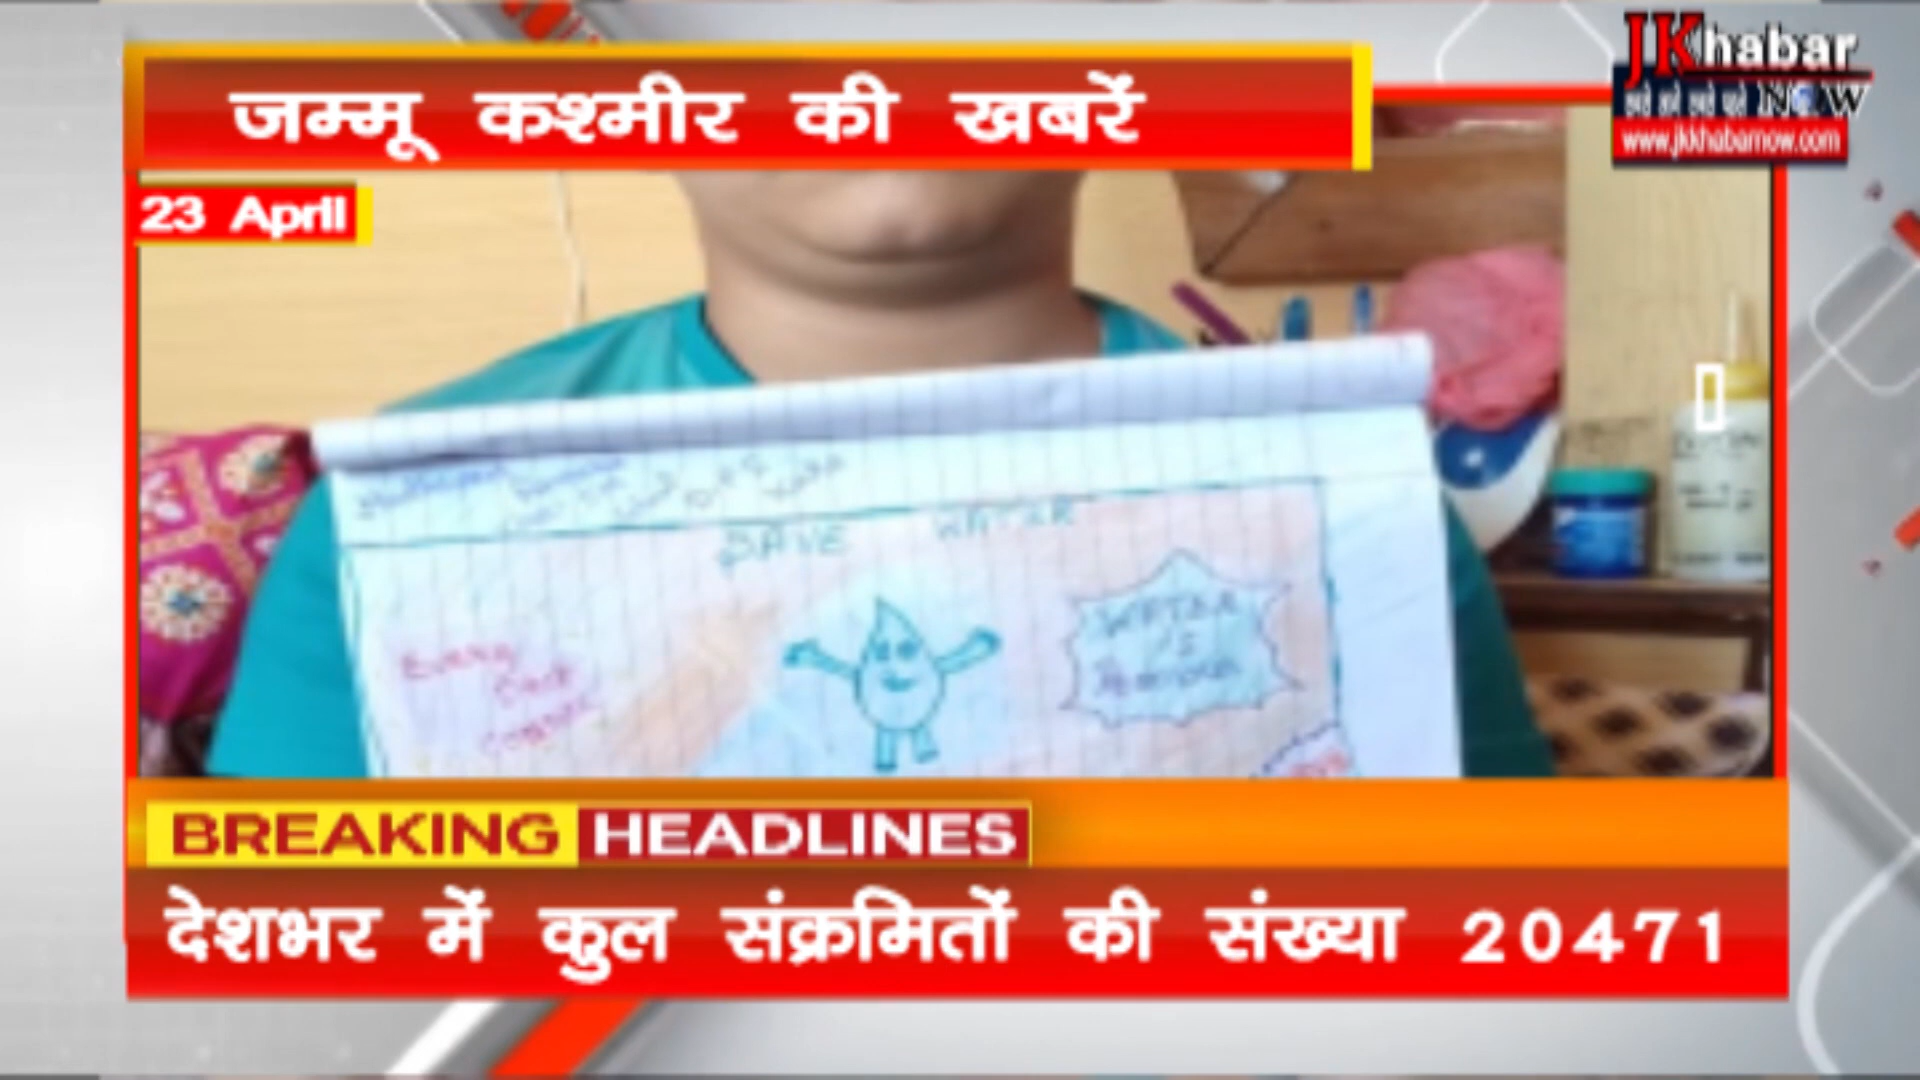 जम्मू कश्मीर की खबरें
JKhabar
NOW
www.jkkhabarnow.com
23 April
SAVE WATER
WATER
IS
BREAKING HEADLINES
देशभर में कुल संक्रमितों की संख्या 20471